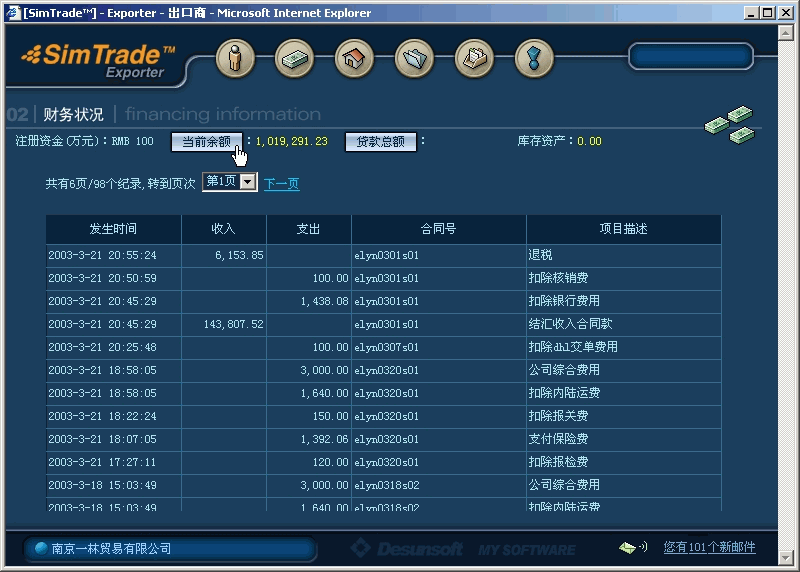 [SimTrade™] - Exporter - 出口商 - Microsoft Internet Explorer
SimTrade™
Exporter
02 | 财务状况 | financing information
注册资金(万元): RMB 100 当前余额 : 1,019,291.23 贷款总额 : 库存资产: 0.00
共有6页/98个纪录,转到页次 第1页 下一页
发生时间 收入 支出 合同号 项目描述
2003-3-21 20:55:24 6,153.85 elyn0301s01 退税
2003-3-21 20:50:59 100.00 elyn0301s01 扣除核销费
2003-3-21 20:45:29 1,438.08 elyn0301s01 扣除银行费用
2003-3-21 20:45:29 143,807.52 elyn0301s01 结汇收入合同款
2003-3-21 20:25:48 100.00 elyn0307s01 扣除dhl交单费用
2003-3-21 18:58:05 3,000.00 elyn0320s01 公司综合费用
2003-3-21 18:58:05 1,640.00 elyn0320s01 扣除内陆运费
2003-3-21 18:22:24 150.00 elyn0320s01 扣除报关费
2003-3-21 18:07:05 1,392.06 elyn0320s01 支付保险费
2003-3-21 17:27:11 120.00 elyn0320s01 扣除报检费
2003-3-18 15:03:49 3,000.00 elyn0318s02 公司综合费用
2003-3-18 15:03:49 1,640.00 elyn0318s02 扣除内陆运费
南京一林贸易有限公司 Desunsoft MY SOFTWARE 您有101个新邮件